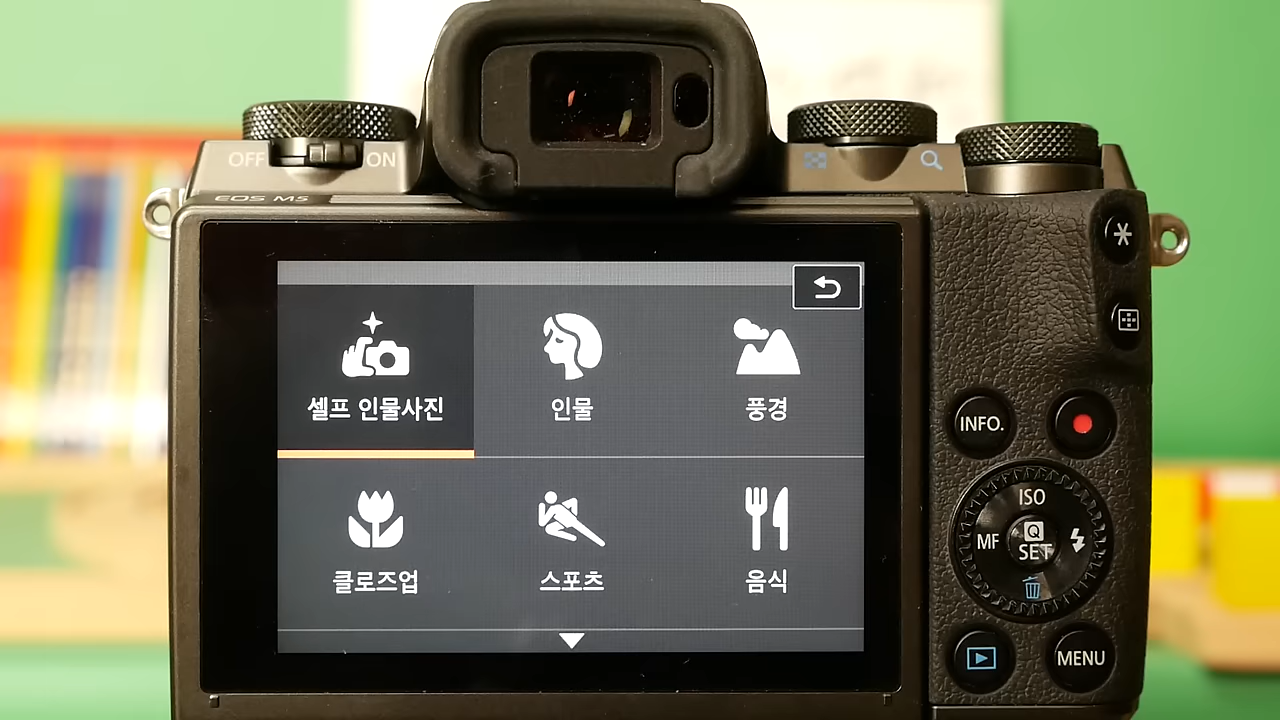 OFF ON
EOS M5
셀프 인물사진
인물
풍경
클로즈업
스포츠
음식
INFO.
ISO
MF
Q
SET
MENU